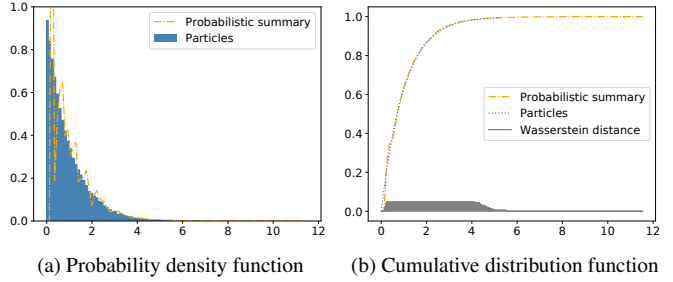 1.0
0.8
0.6
0.4
0.2
0.0
0 2 4 6 8 10 12
Probabilistic summary
Particles
1.0
0.8
0.6
0.4
0.2
0.0
0 2 4 6 8 10 12
Probabilistic summary
Particles
Wasserstein distance
(a) Probability density function
(b) Cumulative distribution function